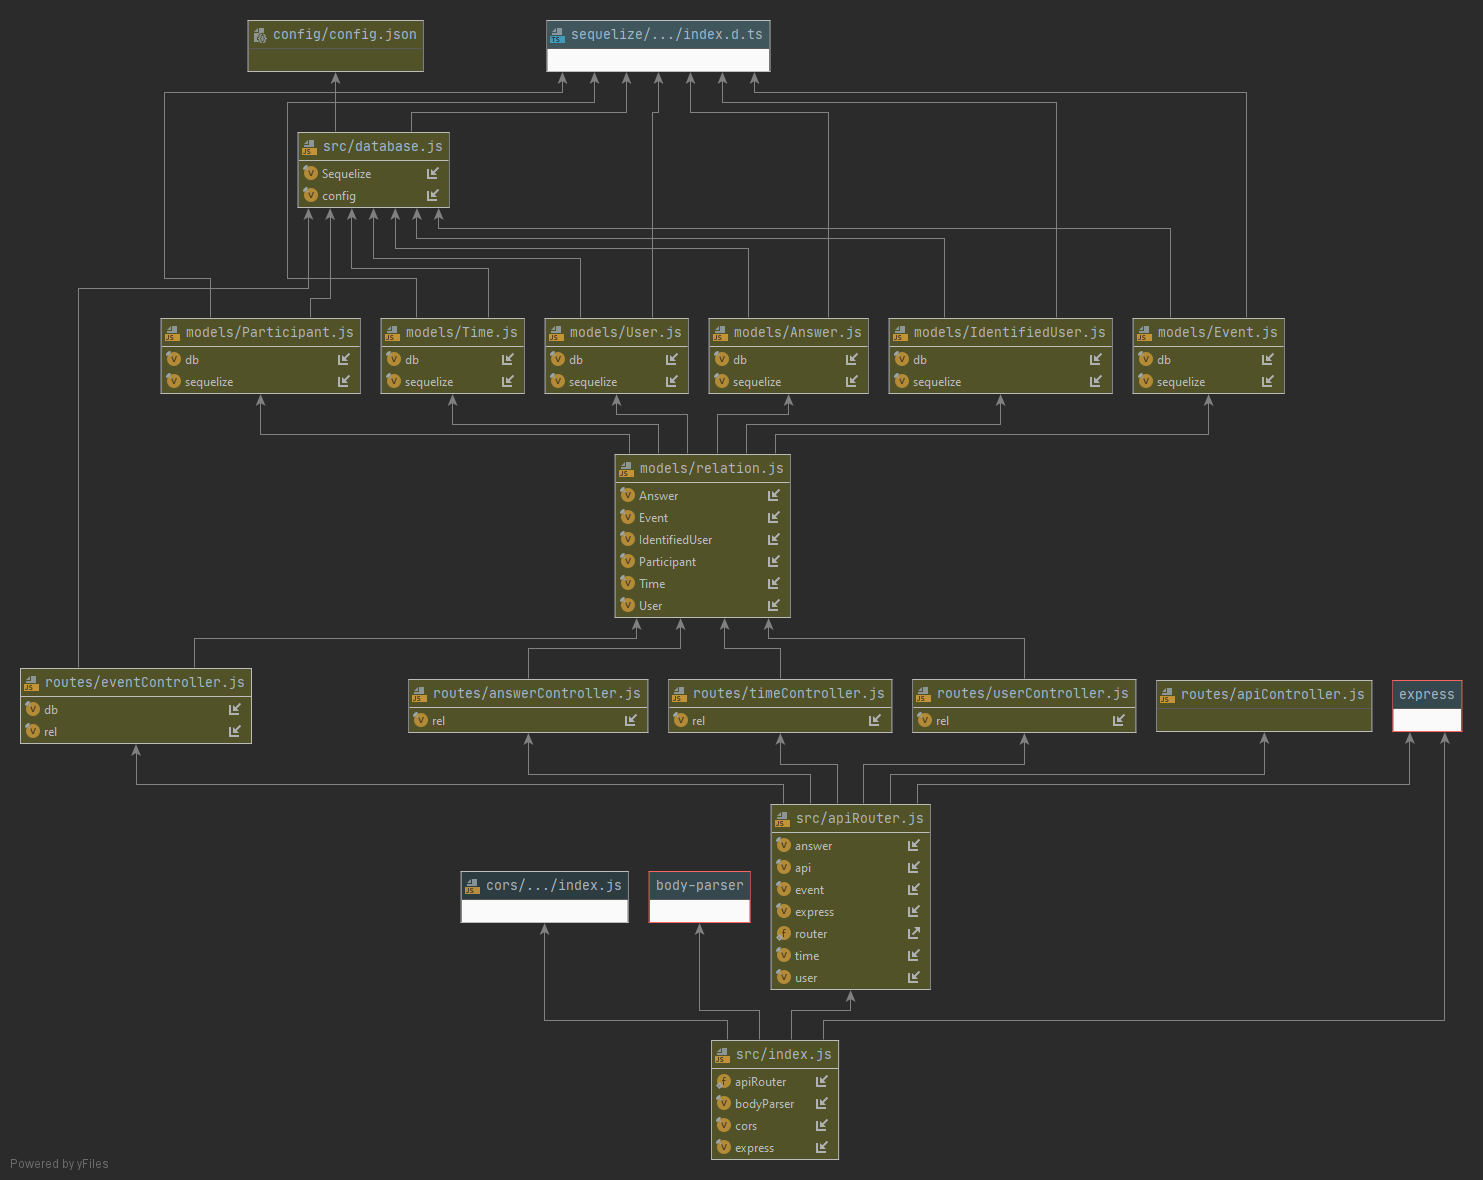 config/config.json
sequelize/.../index.d.ts
src/database.js
Sequelize
config
models/Participant.js
db
sequelize
models/Time.js
db
sequelize
models/User.js
db
sequelize
models/Answer.js
db
sequelize
models/IdentifiedUser.js
db
sequelize
models/Event.js
db
sequelize
models/relation.js
Answer
Event
IdentifiedUser
Participant
Time
User
routes/eventController.js
db
rel
routes/answerController.js
rel
routes/timeController.js
rel
routes/userController.js
rel
routes/apiController.js
express
src/apiRouter.js
answer
api
event
express
router
time
user
cors/.../index.js
body-parser
src/index.js
apiRouter
bodyParser
cors
express
Powered by yFiles